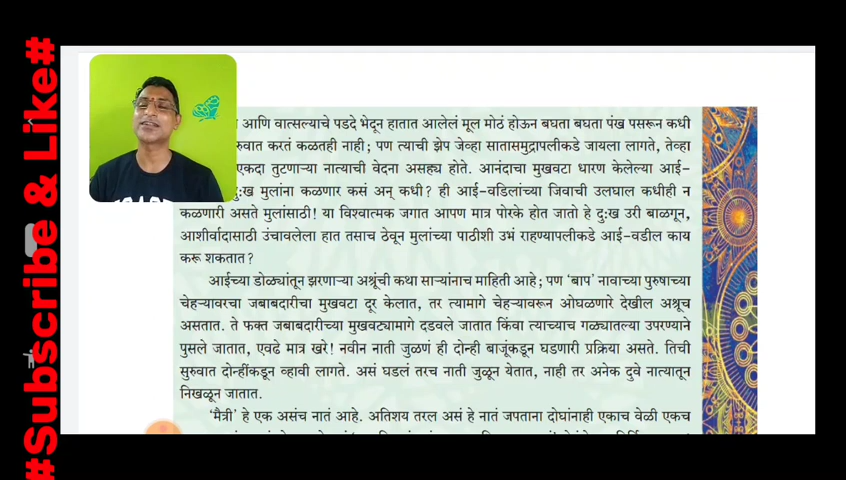 #Subscribe & Like#
आणि वात्सल्याचे पडदे भेदून हातात आलेलं मूल मोठं होऊन बघता बघता पंख पसरून कधी
करतं कळतही नाही; पण त्याची झेप जेव्हा सातासमुद्रापलीकडे जायला लागते, तेव्हा
एकदा तुटणाऱ्या नात्याची वेदना असह्य होते. आनंदाचा मुखवटा धारण केलेल्या आई-
दु:ख मुलांना कळणार कसं अन् कधी? ही आई-वडिलांच्या जिवाची उलघाल कधीही न
कळणारी असते मुलांसाठी! या विश्वात्मक जगात आपण मात्र पोरके होत जातो हे दु:ख उरी बाळगून,
आशीर्वादासाठी उंचावलेला हात तसाच ठेवून मुलांच्या पाठीशी उभं राहण्यापलीकडे आई-वडील काय
करू शकतात?
आईच्या डोळ्यांतून झरणाऱ्या अश्रूंची कथा साऱ्यांनाच माहिती आहे; पण ‘बाप’ नावाच्या पुरुषाच्या
चेहऱ्यावरचा जबाबदारीचा मुखवटा दूर केलात, तर त्यामागे चेहऱ्यावरून ओघळणारे देखील अश्रूच
असतात. ते फक्त जबाबदारीच्या मुखवट्यामागे दडवले जातात किंवा त्याच्याच गळ्यातल्या उपरण्याने
पुसले जातात, एवढे मात्र खरे! नवीन नाती जुळणं ही दोन्ही बाजूंकडून घडणारी प्रक्रिया असते. तिची
सुरुवात दोन्हींकडून व्हावी लागते. असं घडलं तरच नाती जुळून येतात, नाही तर अनेक दुवे नात्यातून
निखळून जातात.
‘मैत्री’ हे एक असंच नातं आहे. अतिशय तरल असं हे नातं जपताना दोघांनाही एकाच वेळी एकच